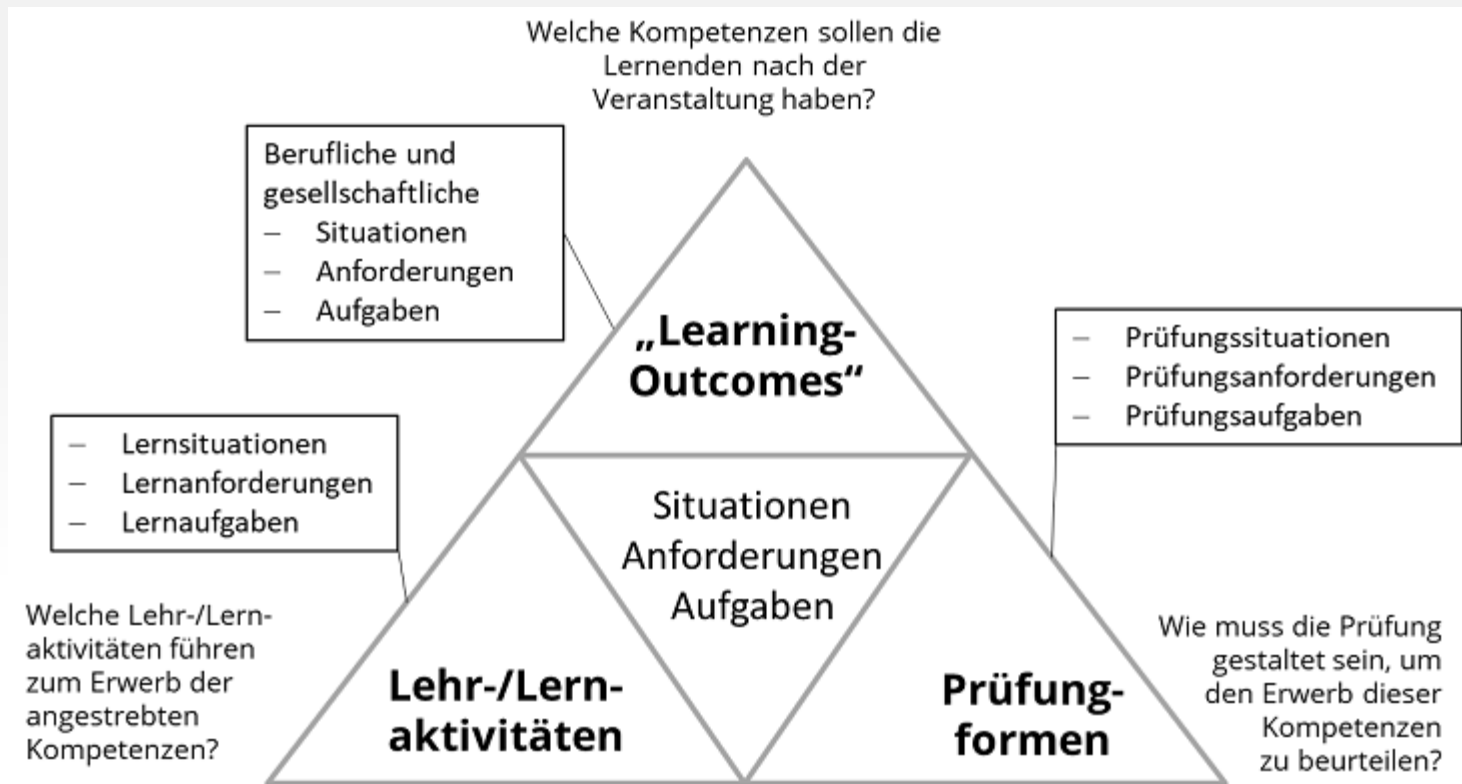 Welche Kompetenzen sollen die
Lernenden nach der
Veranstaltung haben?
Berufliche und
gesellschaftliche
– Situationen
– Anforderungen
– Aufgaben
„Learning-
Outcomes“
– Prüfungssituationen
– Prüfungsanforderungen
– Prüfungsaufgaben
– Lernsituationen
– Lernanforderungen
– Lernaufgaben
Situationen
Anforderungen
Aufgaben
Welche Lehr-/Lern-
aktivitäten führen
zum Erwerb der
angestrebten
Kompetenzen?
Lehr-/Lern-
aktivitäten
Prüfung-
formen
Wie muss die Prüfung
gestaltet sein, um
den Erwerb dieser
Kompetenzen
zu beurteilen?